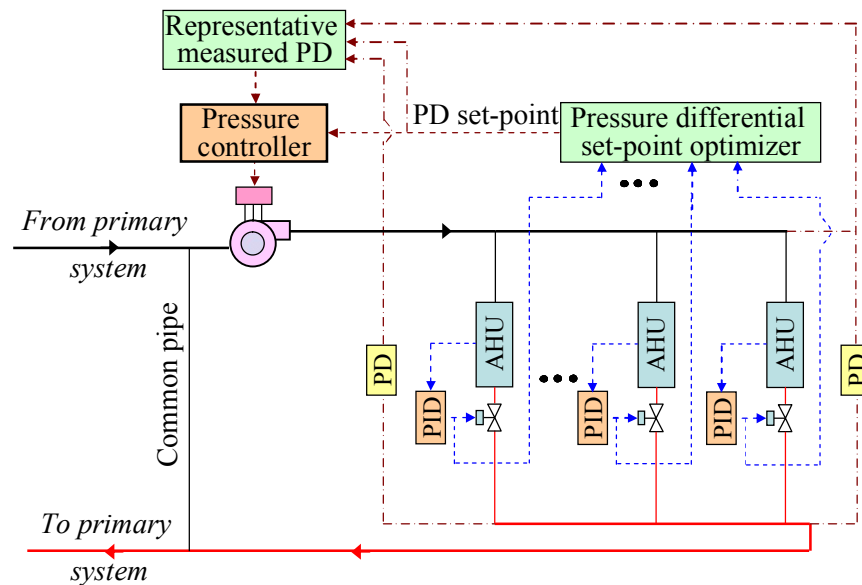 Representative
measured PD
Pressure
controller
PD set-point
Pressure differential
set-point optimizer
From primary
system
Common pipe
PD
AHU
AHU
AHU
PD
PID
PID
PID
To primary
system